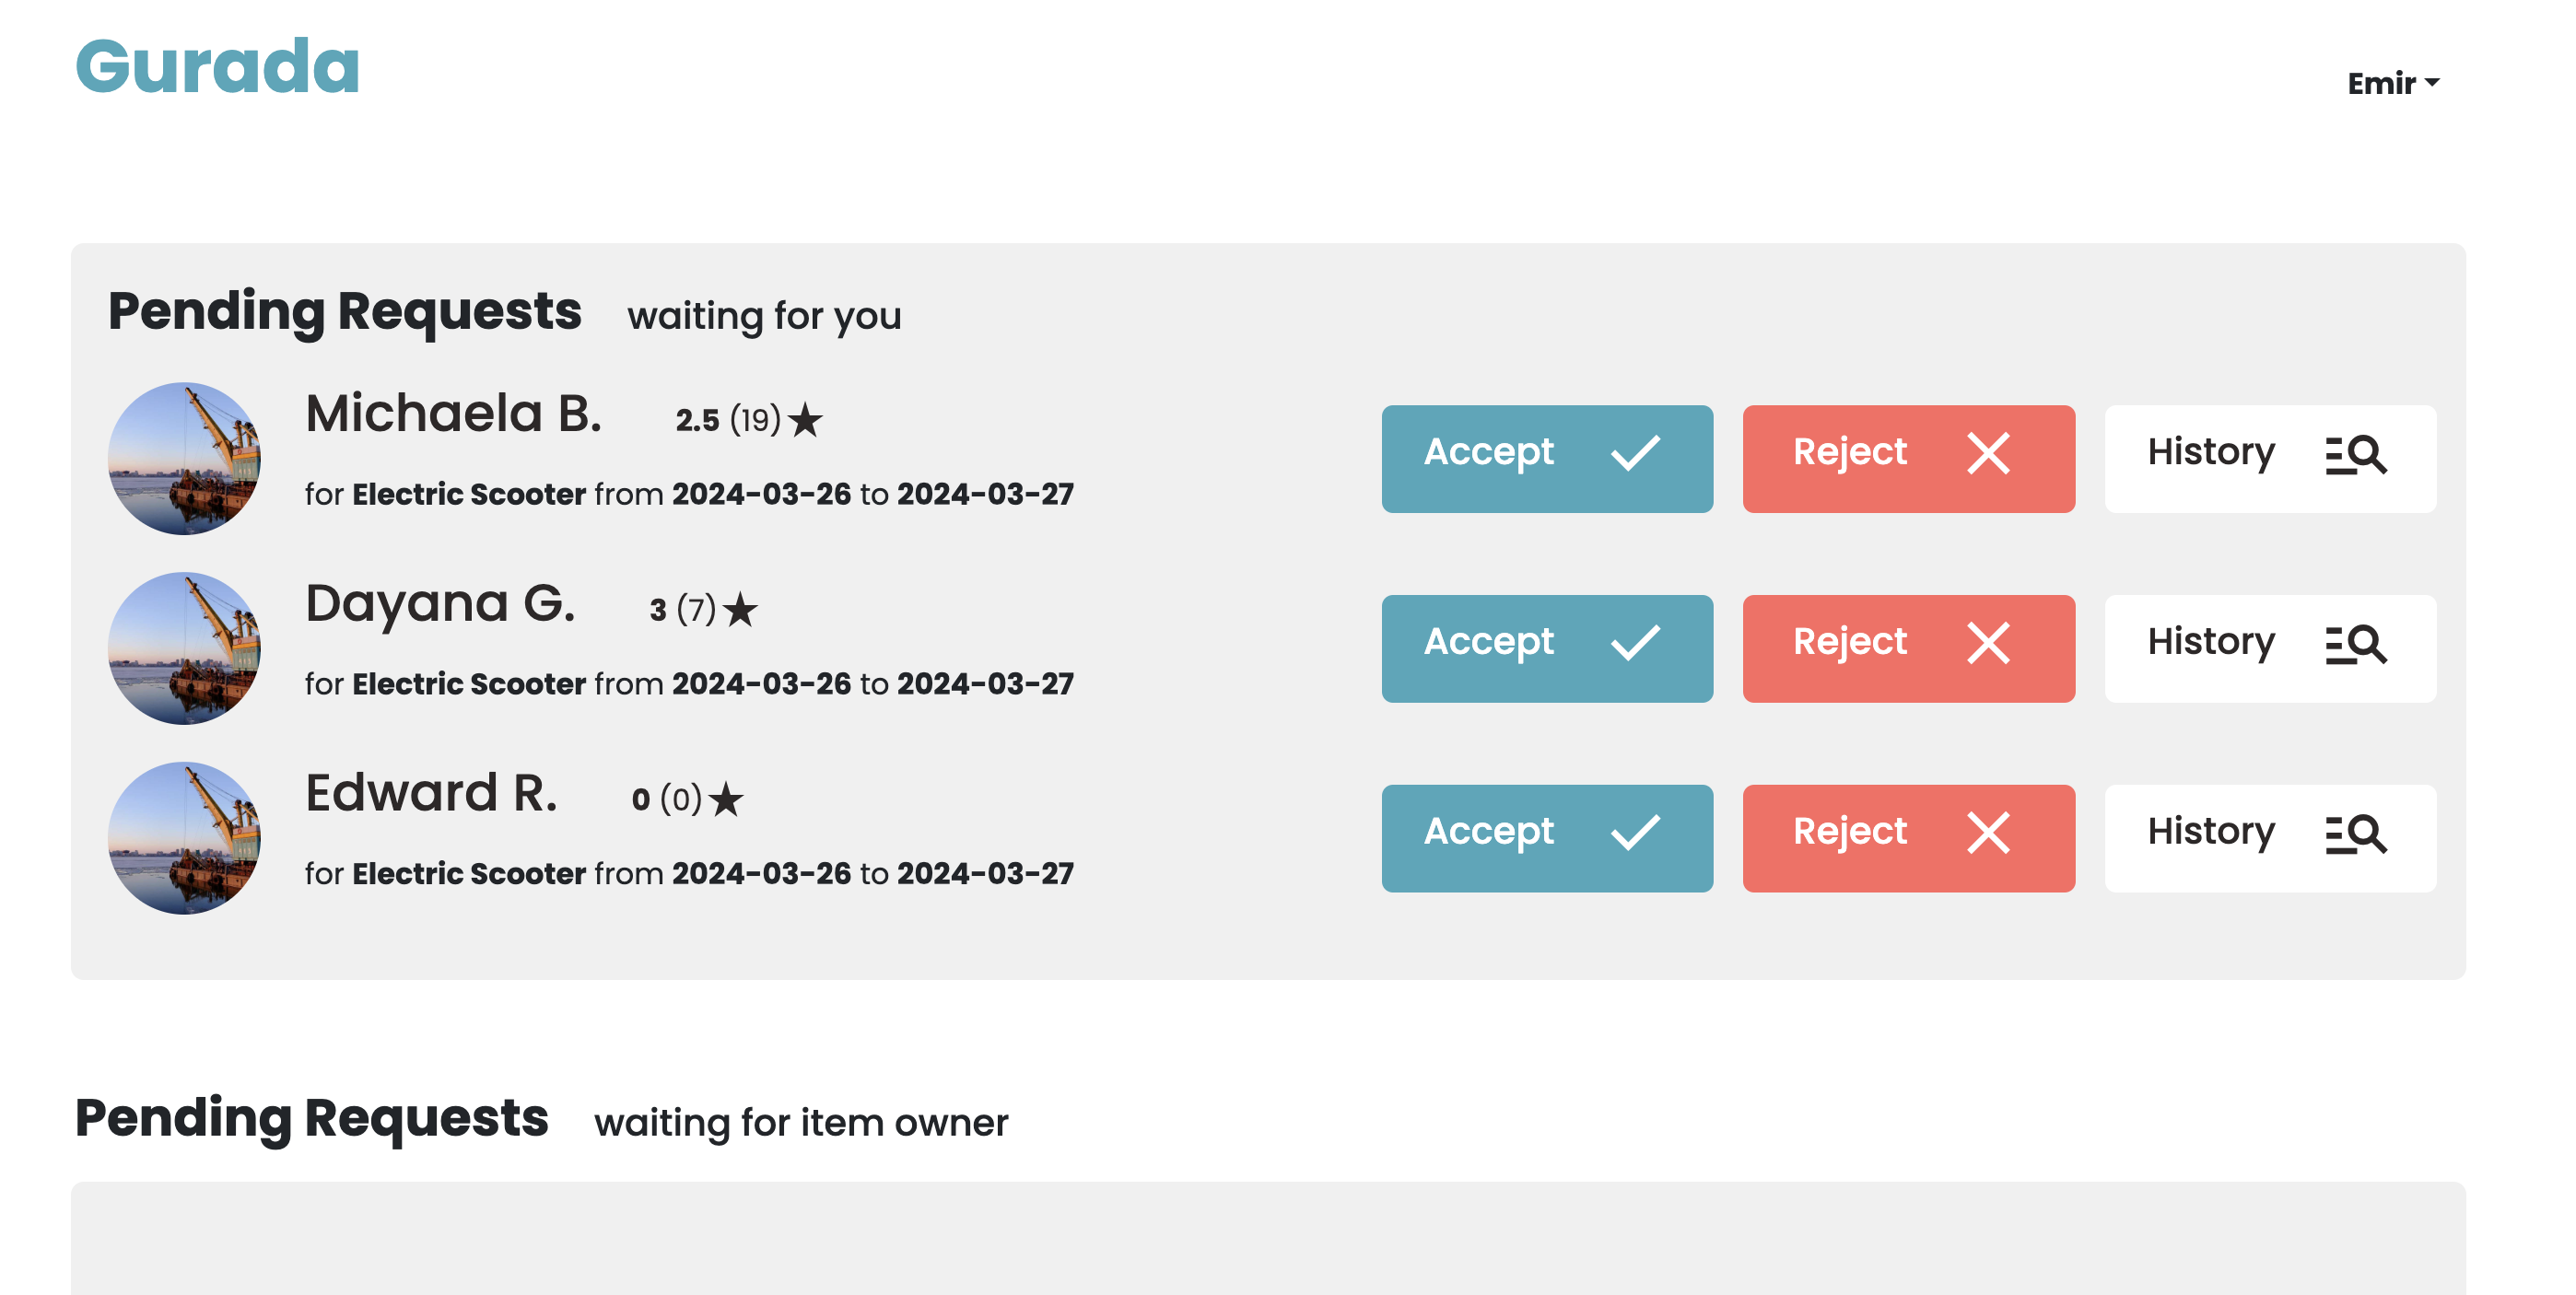 Gurada
Emir
Pending Requests waiting for you
Michaela B. 2.5 (19)★
for Electric Scooter from 2024-03-26 to 2024-03-27
Accept Reject History
Dayana G. 3 (7)★
for Electric Scooter from 2024-03-26 to 2024-03-27
Accept Reject History
Edward R. 0 (0)★
for Electric Scooter from 2024-03-26 to 2024-03-27
Accept Reject History
Pending Requests waiting for item owner